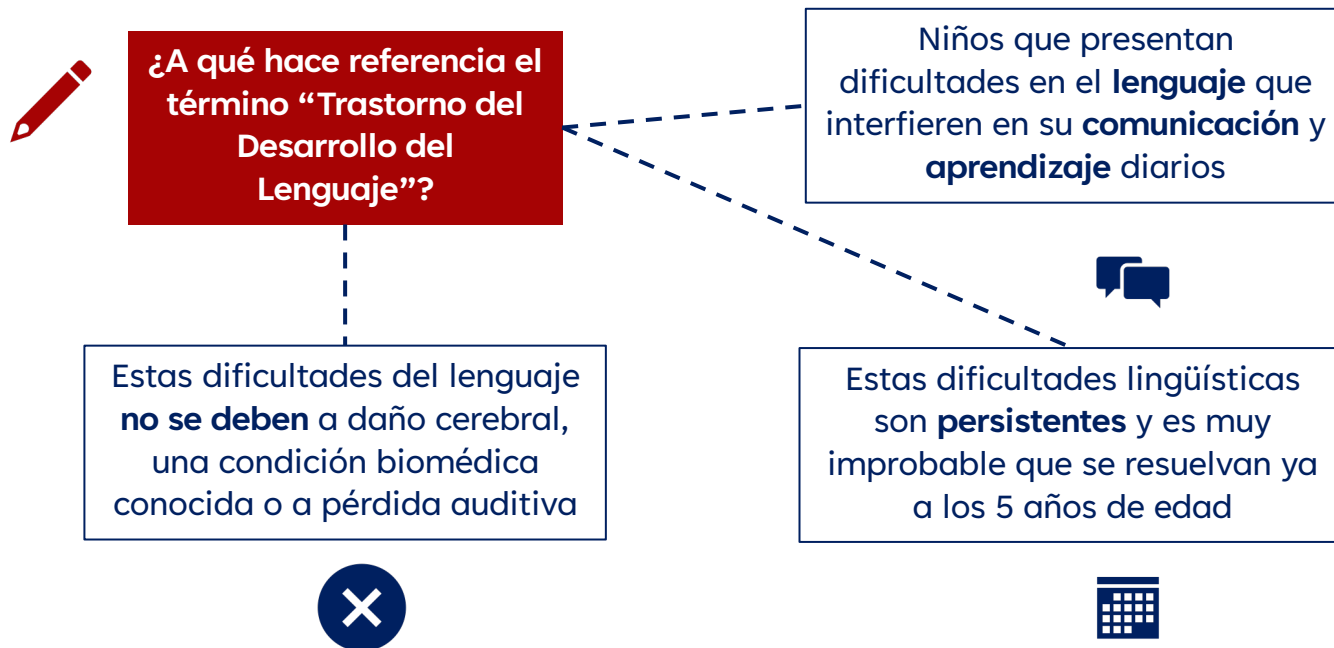 ¿A qué hace referencia el
término “Trastorno del
Desarrollo del
Lenguaje”?
Niños que presentan
dificultades en el lenguaje que
interfieren en su comunicación y
aprendizaje diarios
Estas dificultades del lenguaje
no se deben a daño cerebral,
una condición biomédica
conocida o a pérdida auditiva
Estas dificultades lingüísticas
son persistentes y es muy
improbable que se resuelvan ya
a los 5 años de edad